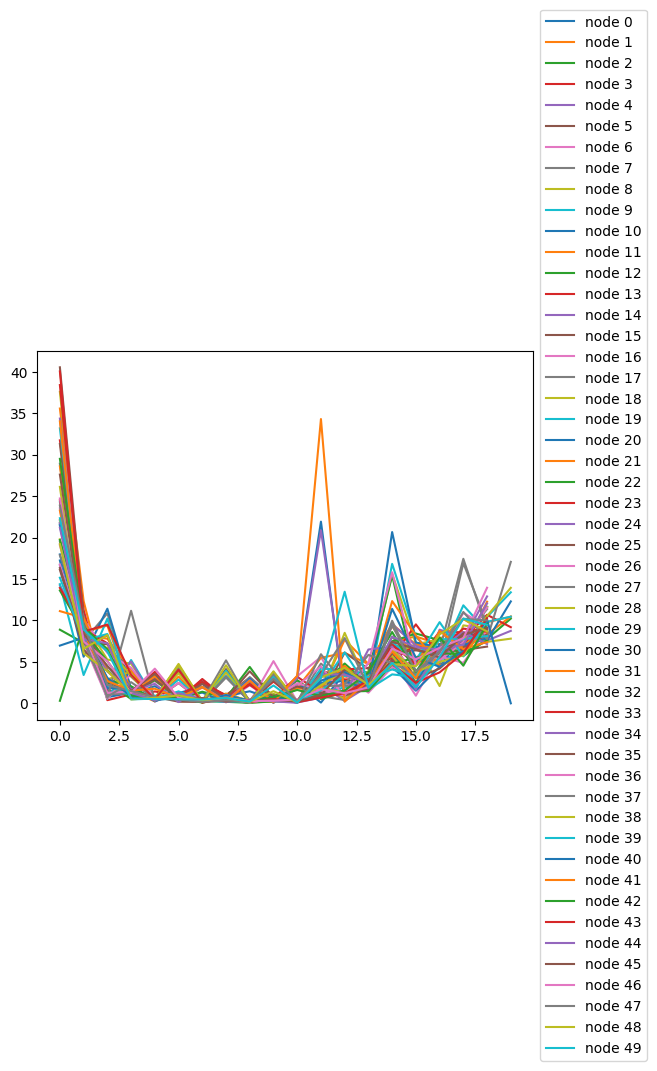 node 0
node 1
node 2
node 3
node 4
node 5
node 6
node 7
node 8
node 9
node 10
node 11
node 12
node 13
node 14
node 15
node 16
node 17
node 18
node 19
node 20
node 21
node 22
node 23
node 24
node 25
node 26
node 27
node 28
node 29
node 30
node 31
node 32
node 33
node 34
node 35
node 36
node 37
node 38
node 39
node 40
node 41
node 42
node 43
node 44
node 45
node 46
node 47
node 48
node 49
40
35
30
25
20
15
10
5
0
0.0 2.5 5.0 7.5 10.0 12.5 15.0 17.5